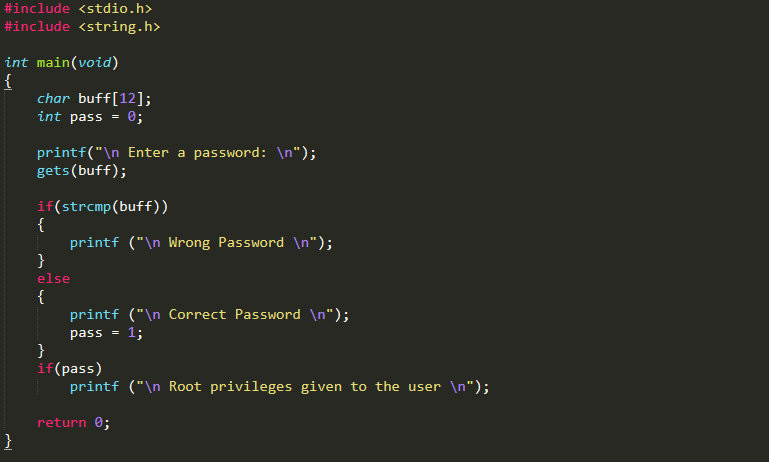 #include <stdio.h>
#include <string.h>
int main(void)
{
char buff[12];
int pass = 0;
printf("\n Enter a password: \n");
gets(buff);
if(strcmp(buff))
{
printf ("\n Wrong Password \n");
}
else
{
printf ("\n Correct Password \n");
pass = 1;
}
if(pass)
printf ("\n Root privileges given to the user \n");
return 0;
}